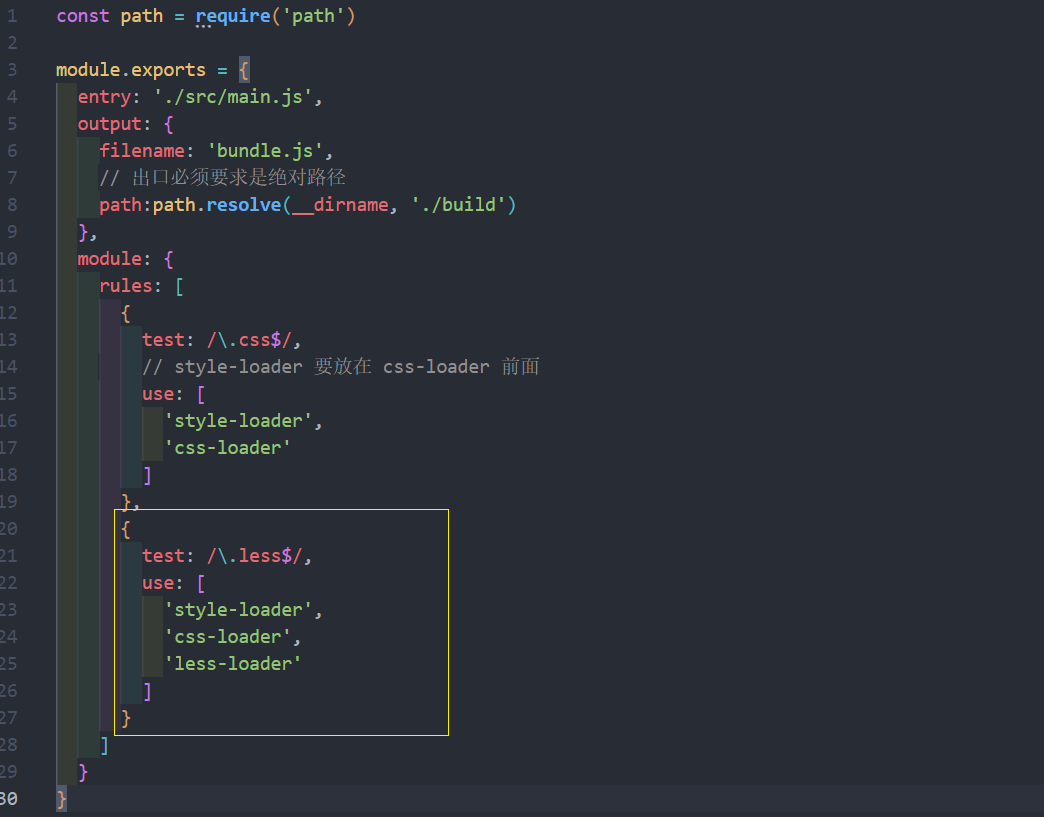 1 const path = require('path')
2
3 module.exports = {
4   entry: './src/main.js',
5   output: {
6     filename: 'bundle.js',
7     // 出口必须要求是绝对路径
8     path:path.resolve(__dirname, './build')
9   },
10   module: {
11     rules: [
12       {
13         test: /\.css$/,
14         // style-loader 要放在 css-loader 前面
15         use: [
16           'style-loader',
17           'css-loader'
18         ]
19       },
20       {
21         test: /\.less$/,
22         use: [
23           'style-loader',
24           'css-loader',
25           'less-loader'
26         ]
27       }
28     ]
29   }
30 }